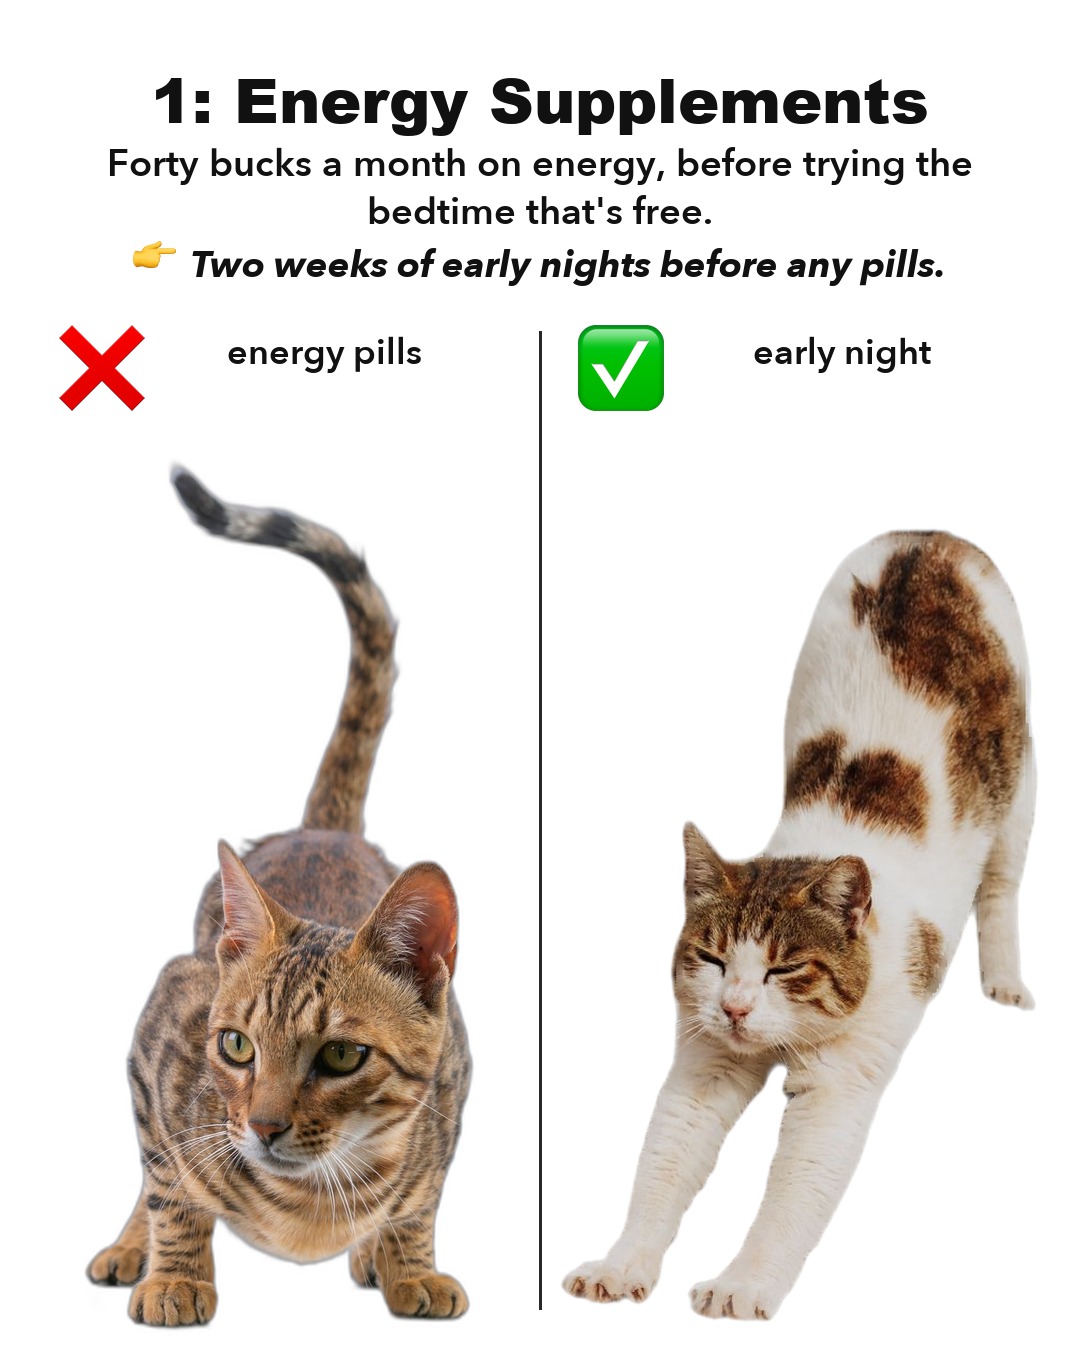 1: Energy Supplements
Forty bucks a month on energy, before trying the
bedtime that's free.
👉 Two weeks of early nights before any pills.
❌ energy pills
✅ early night